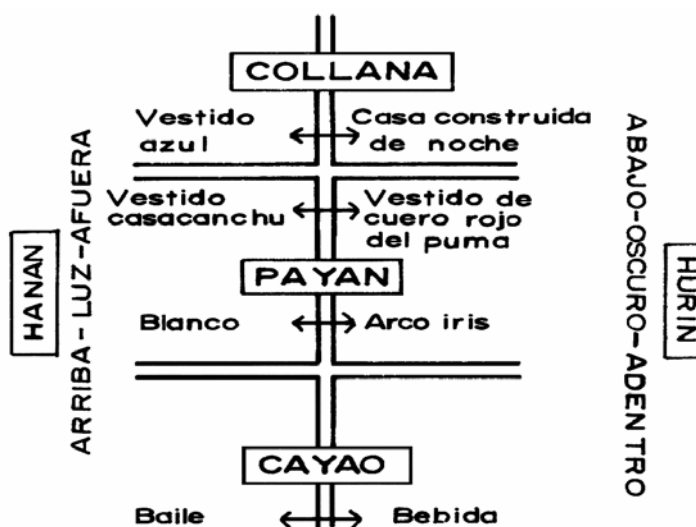 COLLANA
Vestido
azul
Casa construida
de noche
Vestido
casacanchu
Vestido de
cuero rojo
del puma
PAYAN
Blanco
Arco iris
CAYAO
Baile
Bebida
HANAN
ARRIBA-LUZ-AFUERA
ABAJO-OSCURO-ADENTRO
HURIN